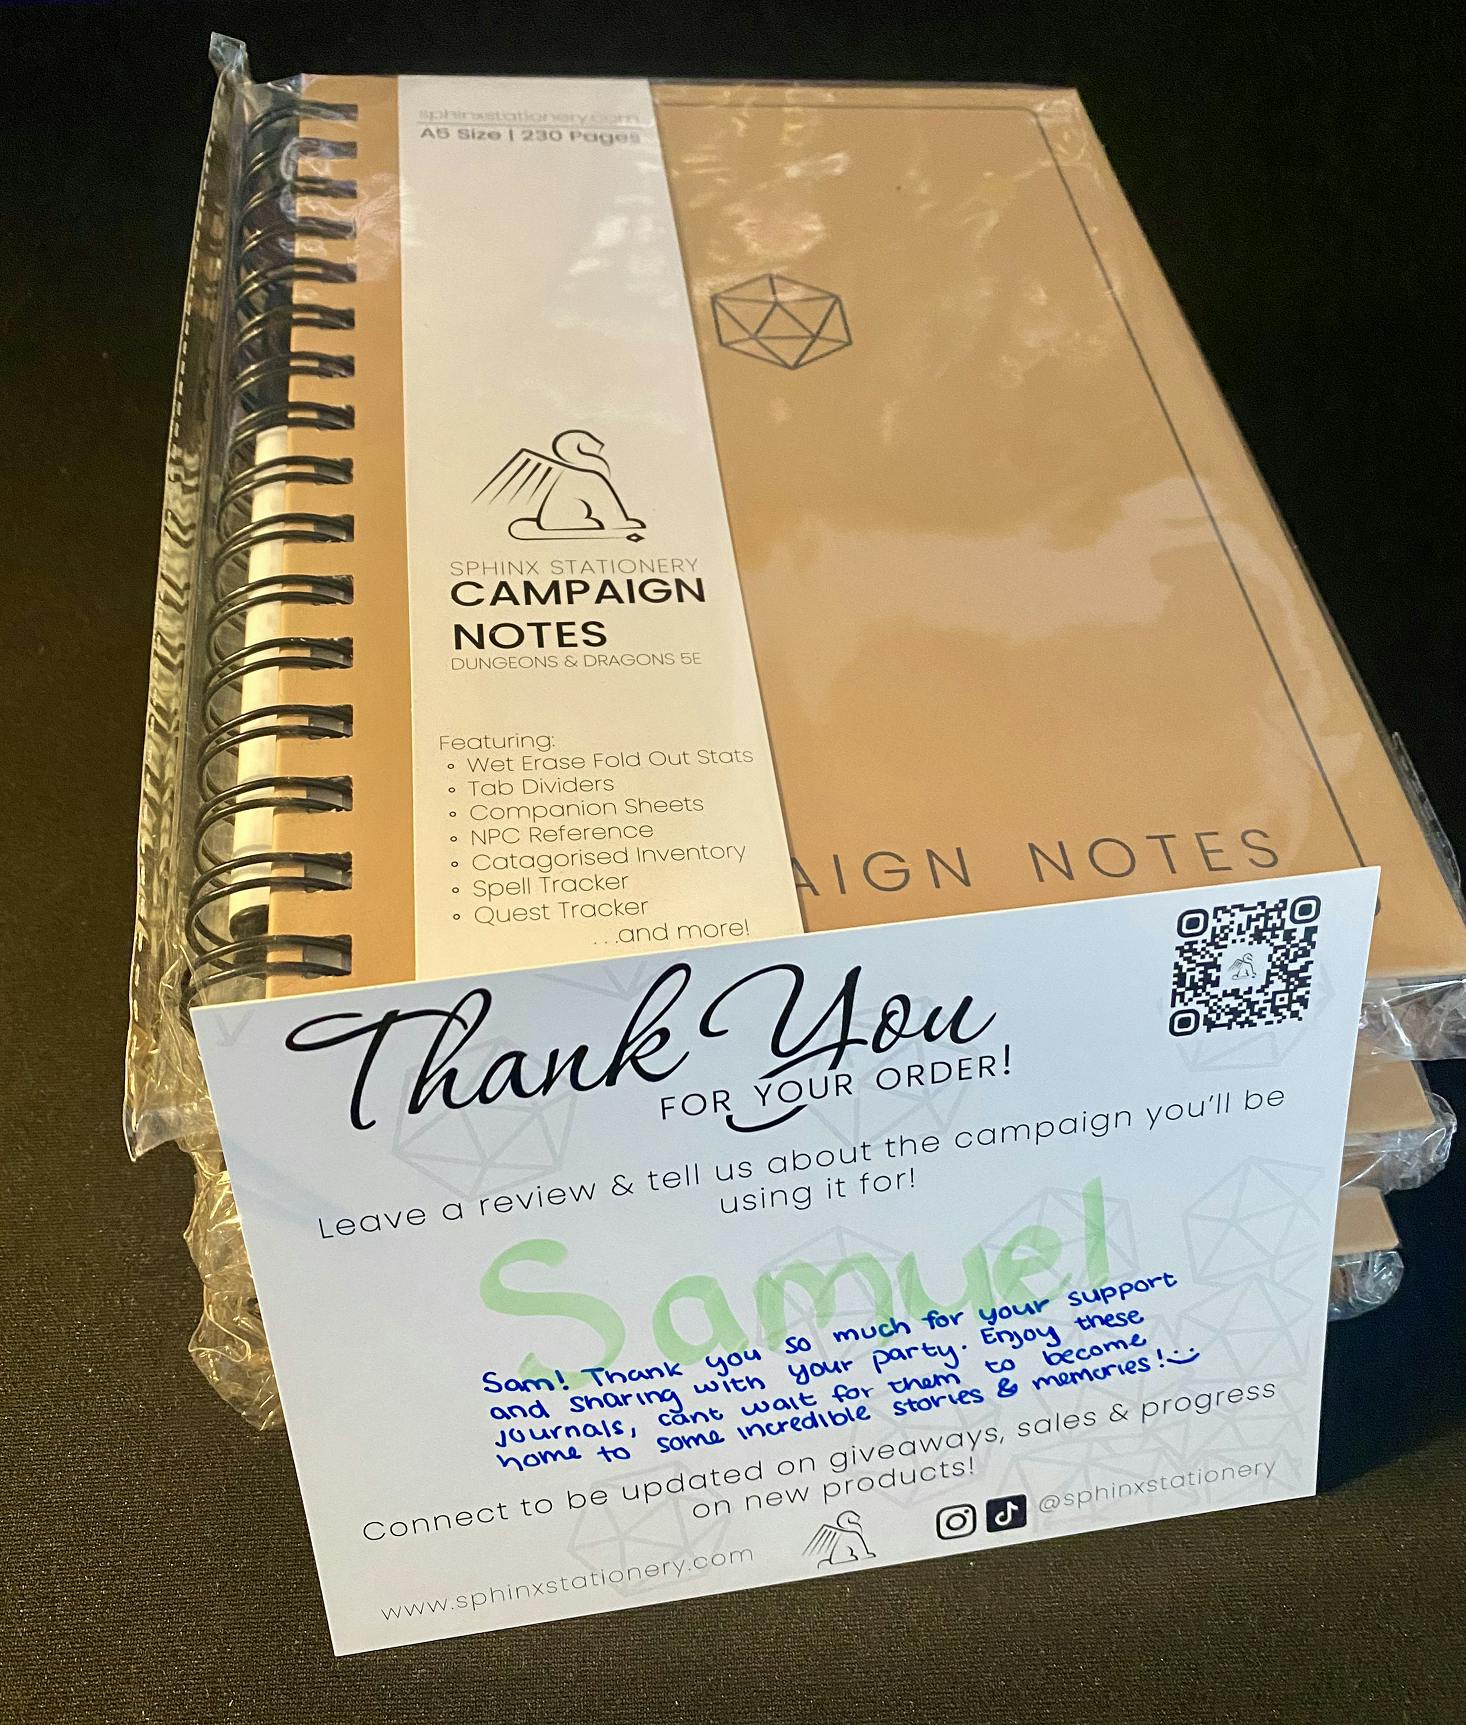 sphinxstationery.com
A5 Size | 230 Pages
SPHINX STATIONERY
CAMPAIGN
NOTES
DUNGEONS & DRAGONS 5E
Featuring:
∘ Wet Erase Fold Out Stats
∘ Tab Dividers
∘ Companion Sheets
∘ NPC Reference
∘ Catagorised Inventory
∘ Spell Tracker
∘ Quest Tracker
...and more!
AIGN NOTES
Thank You
FOR YOUR ORDER!
Leave a review & tell us about the campaign you'll be
using it for!
Samuel
Sam! Thank you so much for your support
and sharing with your party. Enjoy these
journals, cant wait for them to become
home to some incredible stories & memories! :)
Connect to be updated on giveaways, sales & progress
on new products!
www.sphinxstationery.com
@sphinxstationery